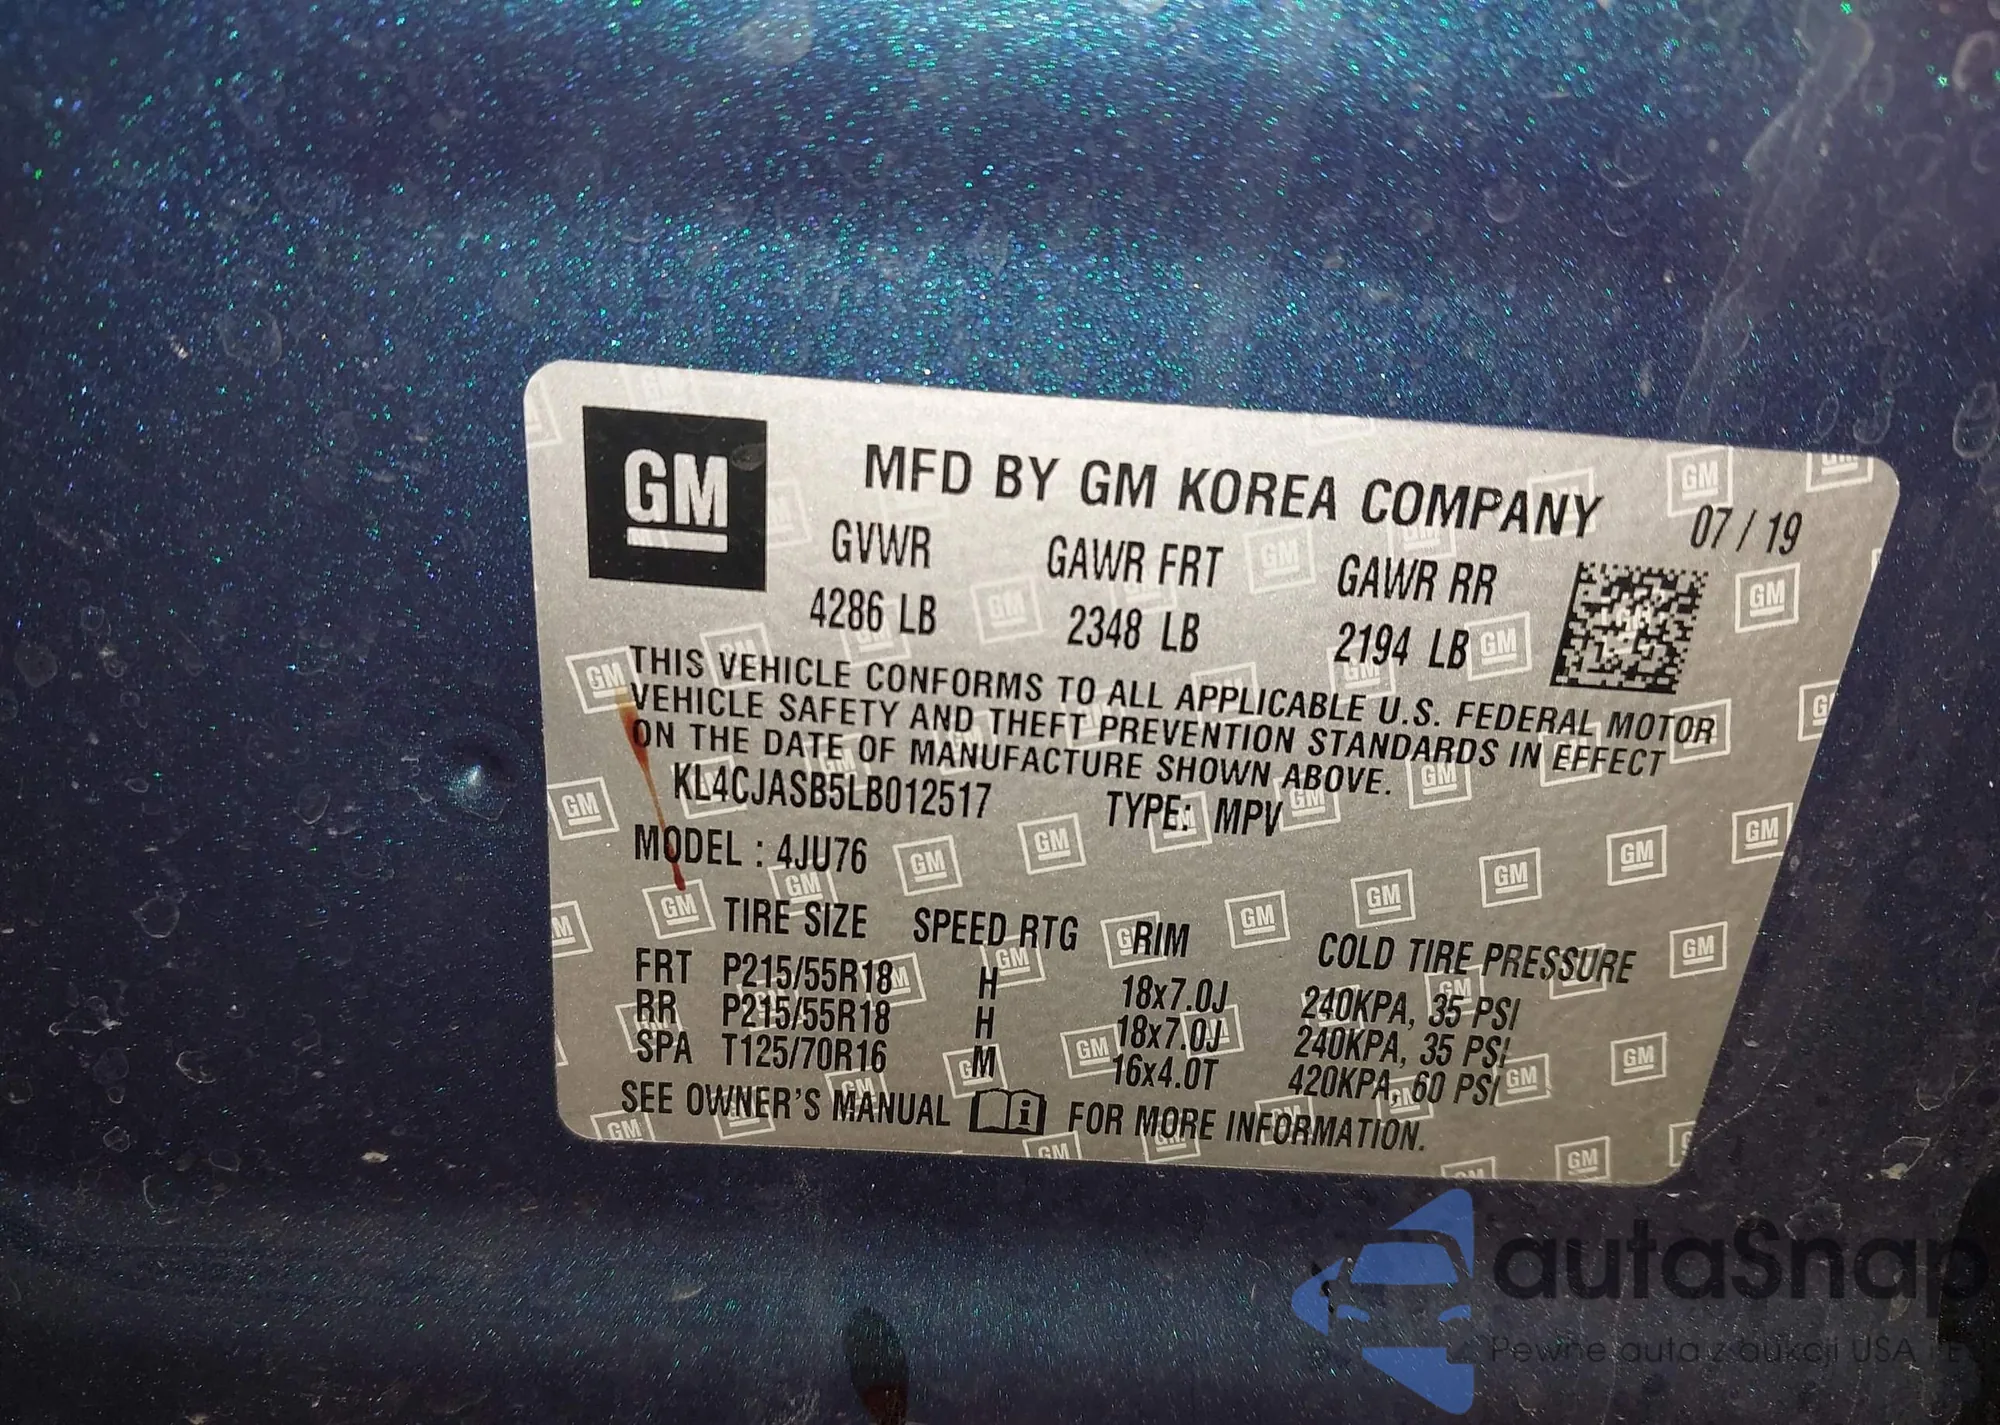 GM
MFD BY GM KOREA COMPANY
07 / 19
GVWR GAWR FRT GAWR RR
4286 LB 2348 LB 2194 LB
THIS VEHICLE CONFORMS TO ALL APPLICABLE U.S. FEDERAL MOTOR
VEHICLE SAFETY AND THEFT PREVENTION STANDARDS IN EFFECT
ON THE DATE OF MANUFACTURE SHOWN ABOVE.
KL4CJASB5LB012517 TYPE: MPV
MODEL : 4JU76
TIRE SIZE SPEED RTG RIM COLD TIRE PRESSURE
FRT P215/55R18 H 18x7.0J 240KPA, 35 PSI
RR P215/55R18 H 18x7.0J 240KPA, 35 PSI
SPA T125/70R16 M 16x4.0T 420KPA, 60 PSI
SEE OWNER'S MANUAL FOR MORE INFORMATION.
autaSnap
Pewne auta z aukcji USA i E